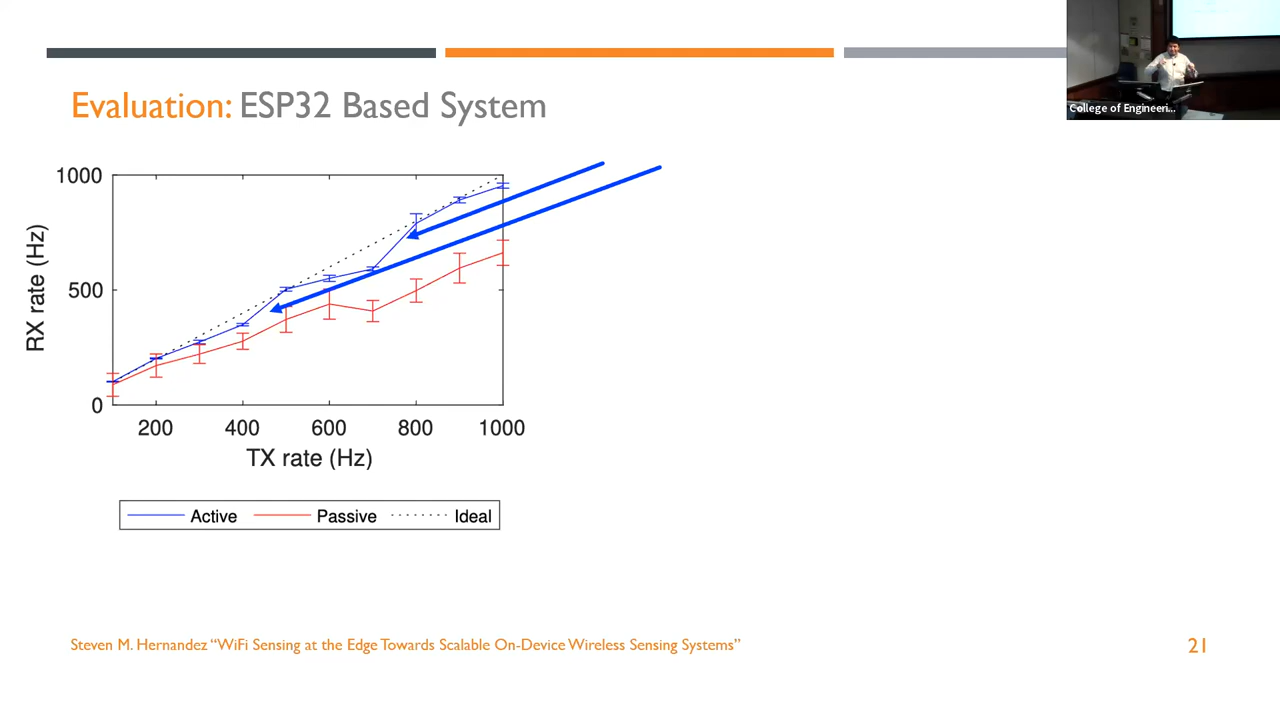 College of Engineeri...
Evaluation: ESP32 Based System
1000
500
0
RX rate (Hz)
200 400 600 800 1000
TX rate (Hz)
Active Passive Ideal
Steven M. Hernandez “WiFi Sensing at the Edge Towards Scalable On-Device Wireless Sensing Systems”
21